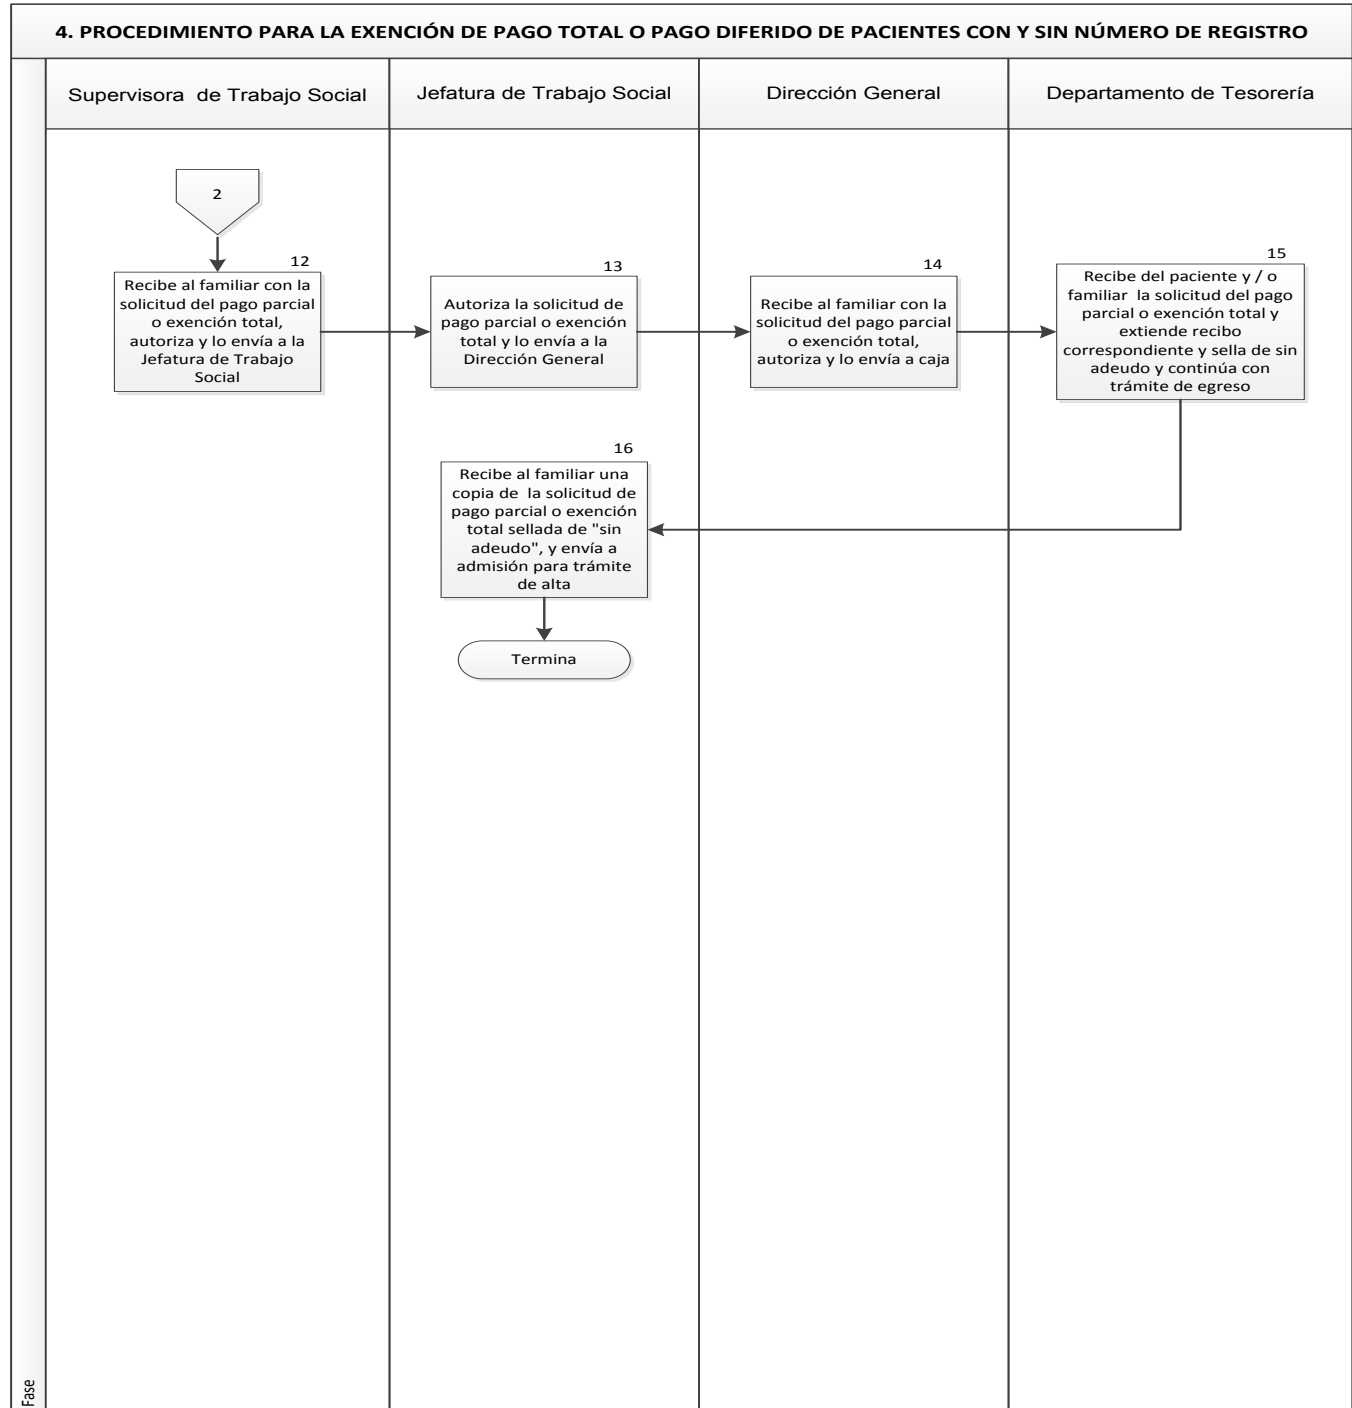 4. PROCEDIMIENTO PARA LA EXENCIÓN DE PAGO TOTAL O PAGO DIFERIDO DE PACIENTES CON Y SIN NÚMERO DE REGISTRO
Supervisora de Trabajo Social
Jefatura de Trabajo Social
Dirección General
Departamento de Tesorería
2
12
Recibe al familiar con la
solicitud del pago parcial
o exención total,
autoriza y lo envía a la
Jefatura de Trabajo
Social
13
Autoriza la solicitud de
pago parcial o exención
total y lo envía a la
Dirección General
14
Recibe al familiar con la
solicitud del pago parcial
o exención total,
autoriza y lo envía a caja
15
Recibe del paciente y / o
familiar la solicitud del pago
parcial o exención total y
extiende recibo
correspondiente y sella de sin
adeudo y continúa con
trámite de egreso
16
Recibe al familiar una
copia de la solicitud de
pago parcial o exención
total sellada de "sin
adeudo", y envía a
admisión para trámite
de alta
Termina
Fase